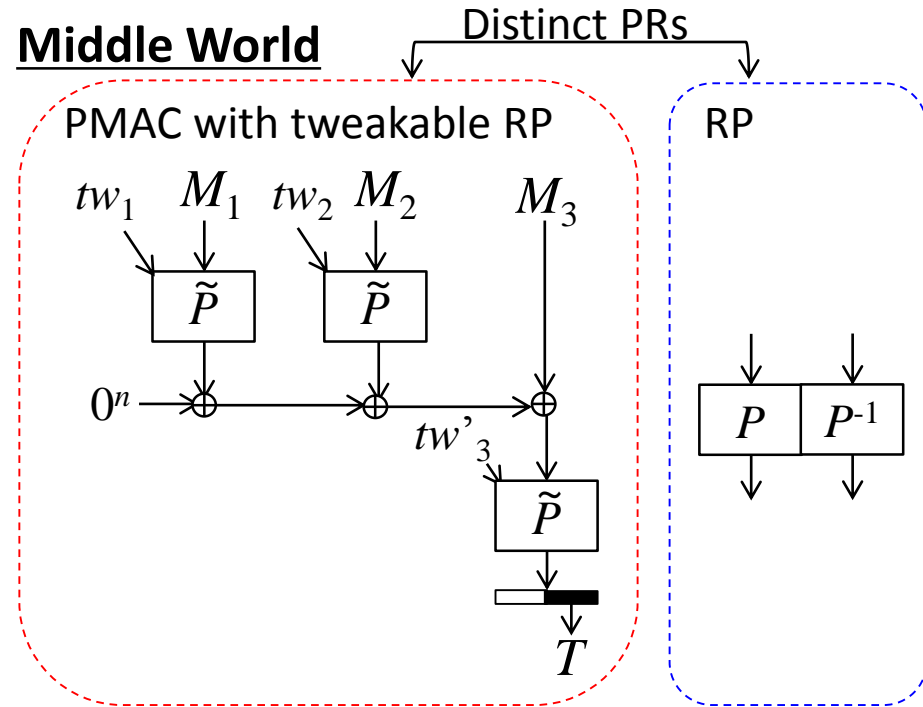 Middle World
Distinct PRs
PMAC with tweakable RP
RP
tw₁ M₁ tw₂ M₂ M₃
P̃ P̃
0ⁿ
tw’₃
P P⁻¹
P̃
T